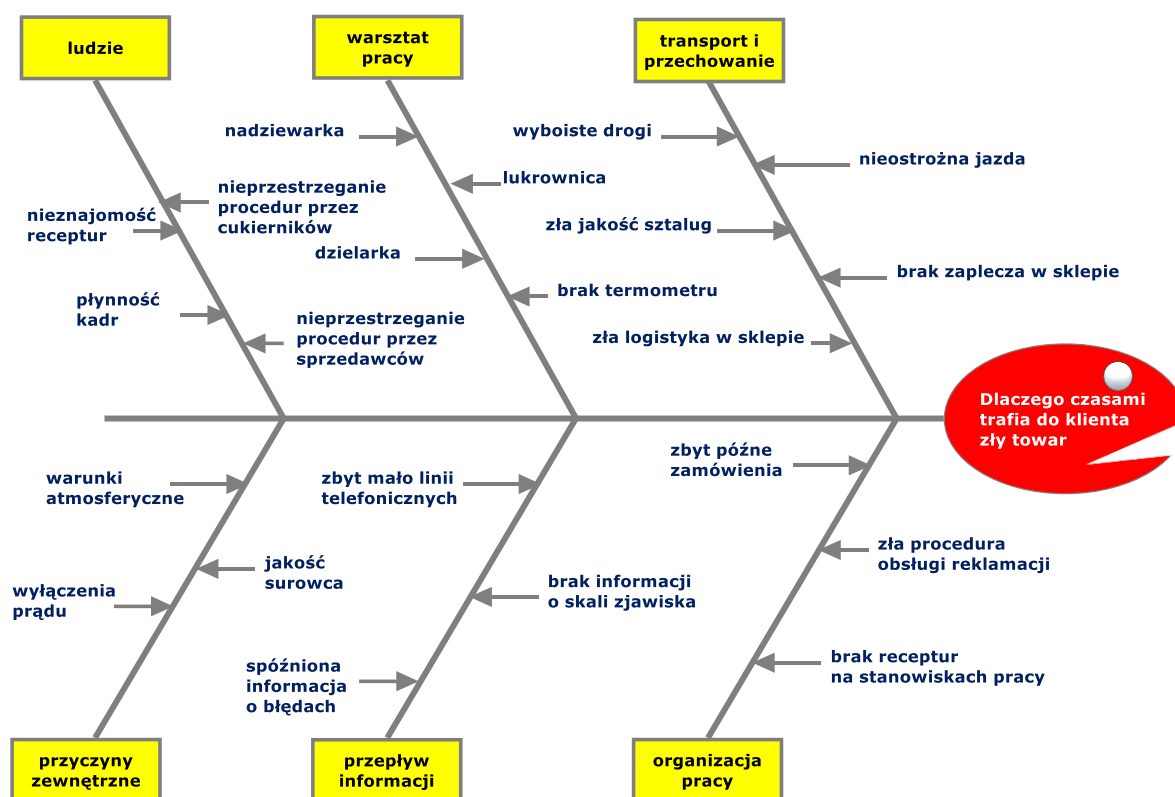 ludzie
warsztat
pracy
transport i
przechowanie
nadziewarka
wyboiste drogi
nieostrożna jazda
lukrownica
nieprzestrzeganie
procedur przez
cukierników
nieznajomość
receptur
zła jakość sztalug
dzielarka
brak zaplecza w sklepie
brak termometru
płynność
kadr
nieprzestrzeganie
procedur przez
sprzedawców
zła logistyka w sklepie
Dlaczego czasami
trafia do klienta
zły towar
zbyt późne
zamówienia
warunki
atmosferyczne
zbyt mało linii
telefonicznych
zła procedura
obsługi reklamacji
jakość
surowca
brak informacji
o skali zjawiska
wyłączenia
prądu
spóźniona
informacja
o błędach
brak receptur
na stanowiskach pracy
przyczyny
zewnętrzne
przepływ
informacji
organizacja
pracy